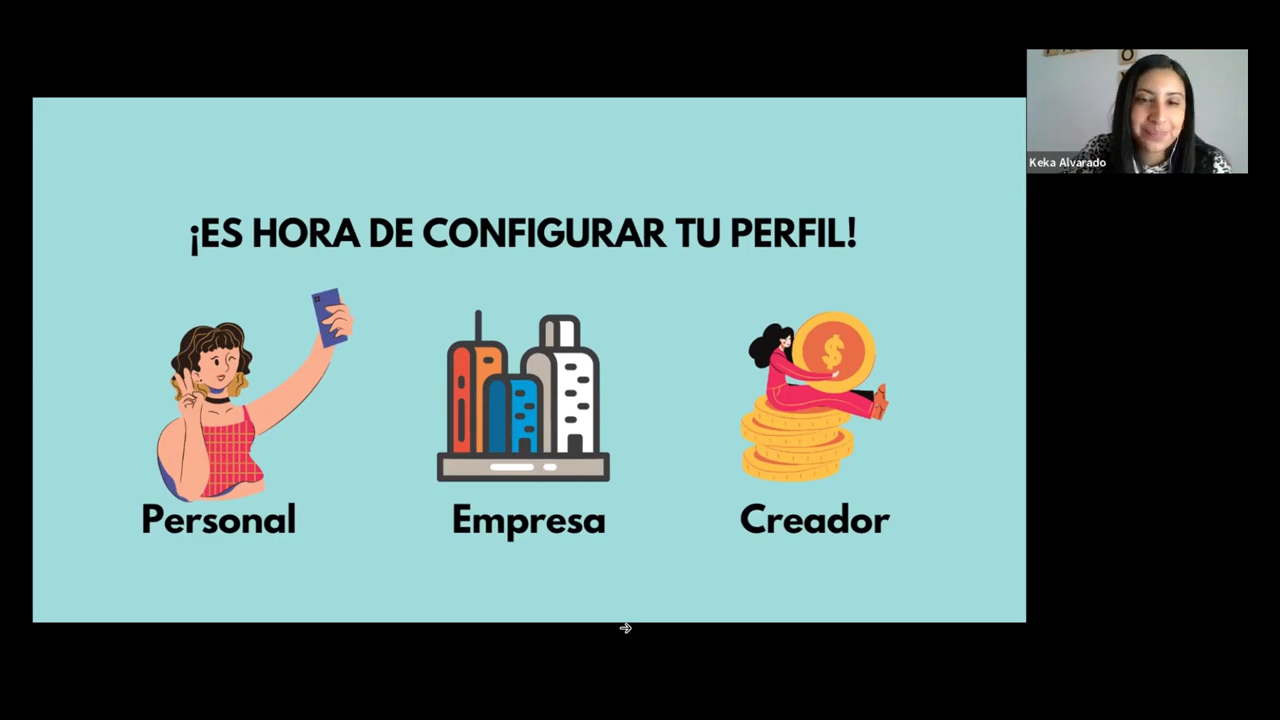 ¡ES HORA DE CONFIGURAR TU PERFIL!
Personal
Empresa
Creador
Keka Alvarado